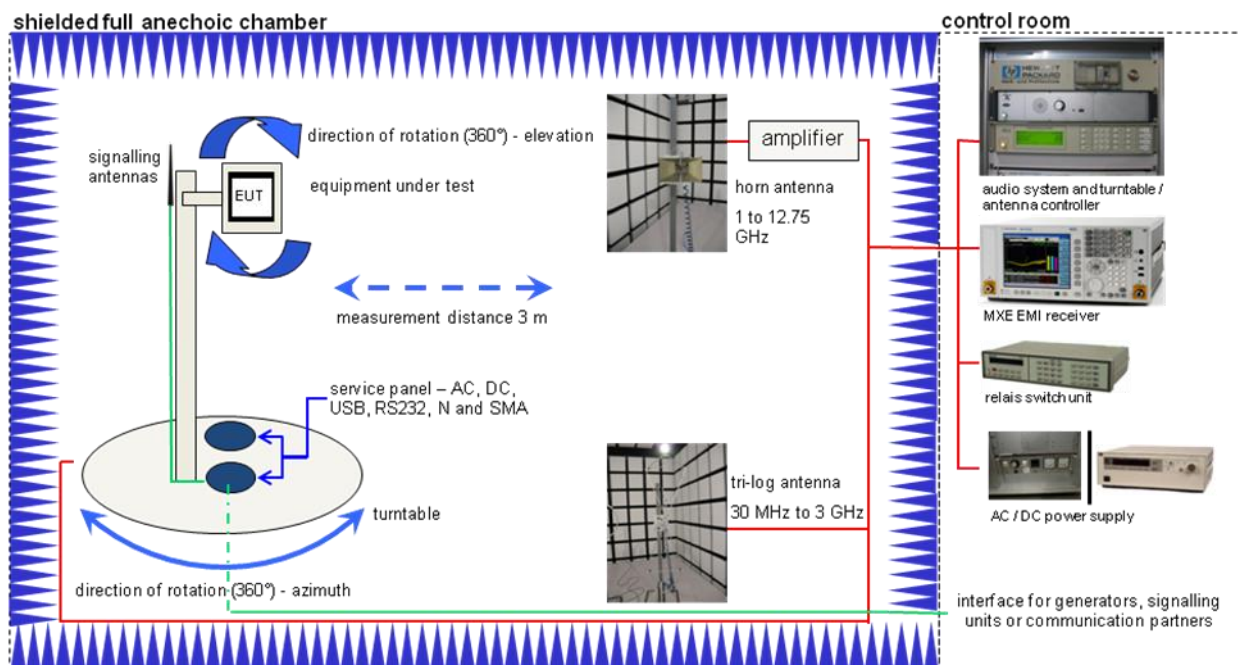 shielded full anechoic chamber
control room
direction of rotation (360°) - elevation
signalling
antennas
equipment under test
EUT
measurement distance 3 m
service panel – AC, DC,
USB, RS232, N and SMA
turntable
direction of rotation (360°) - azimuth
amplifier
horn antenna
1 to 12.75
GHz
tri-log antenna
30 MHz to 3 GHz
hp
PACKARD
audio system and turntable /
antenna controller
MXE EMI receiver
relais switch unit
AC / DC power supply
interface for generators, signalling
units or communication partners